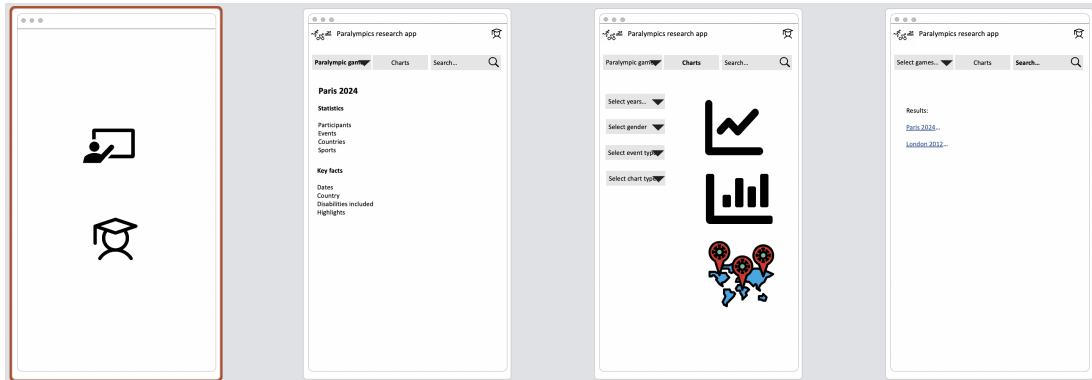 Paralympics research app
Paralympic gam Charts Search...
Paris 2024
Statistics
Participants
Events
Countries
Sports
Key facts
Dates
Country
Disabilities included
Highlights
Paralympics research app
Paralympic gam Charts Search...
Select years...
Select gender
Select event typ
Select chart type
Paralympics research app
Select games... Charts Search...
Results:
Paris 2024...
London 2012...